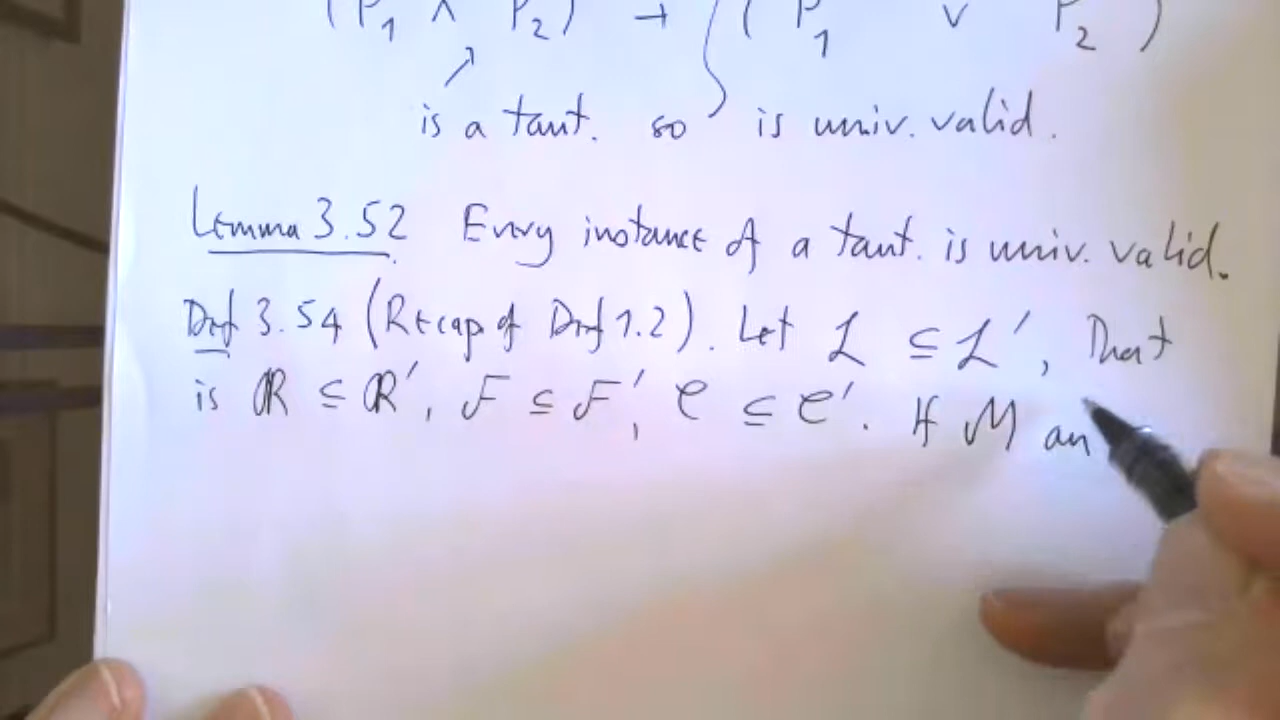 (P₁ ∧ P₂) → (P₁ ∨ P₂)
is a taut. so is univ. valid.
Lemma 3.52 Every instance of a taut. is univ. valid.
Def 3.54 (Recap of Def 1.2). Let ℒ ⊆ ℒ′, That
is ℛ ⊆ ℛ′, ℱ ⊆ ℱ′, 𝒞 ⊆ 𝒞′. If ℳ an